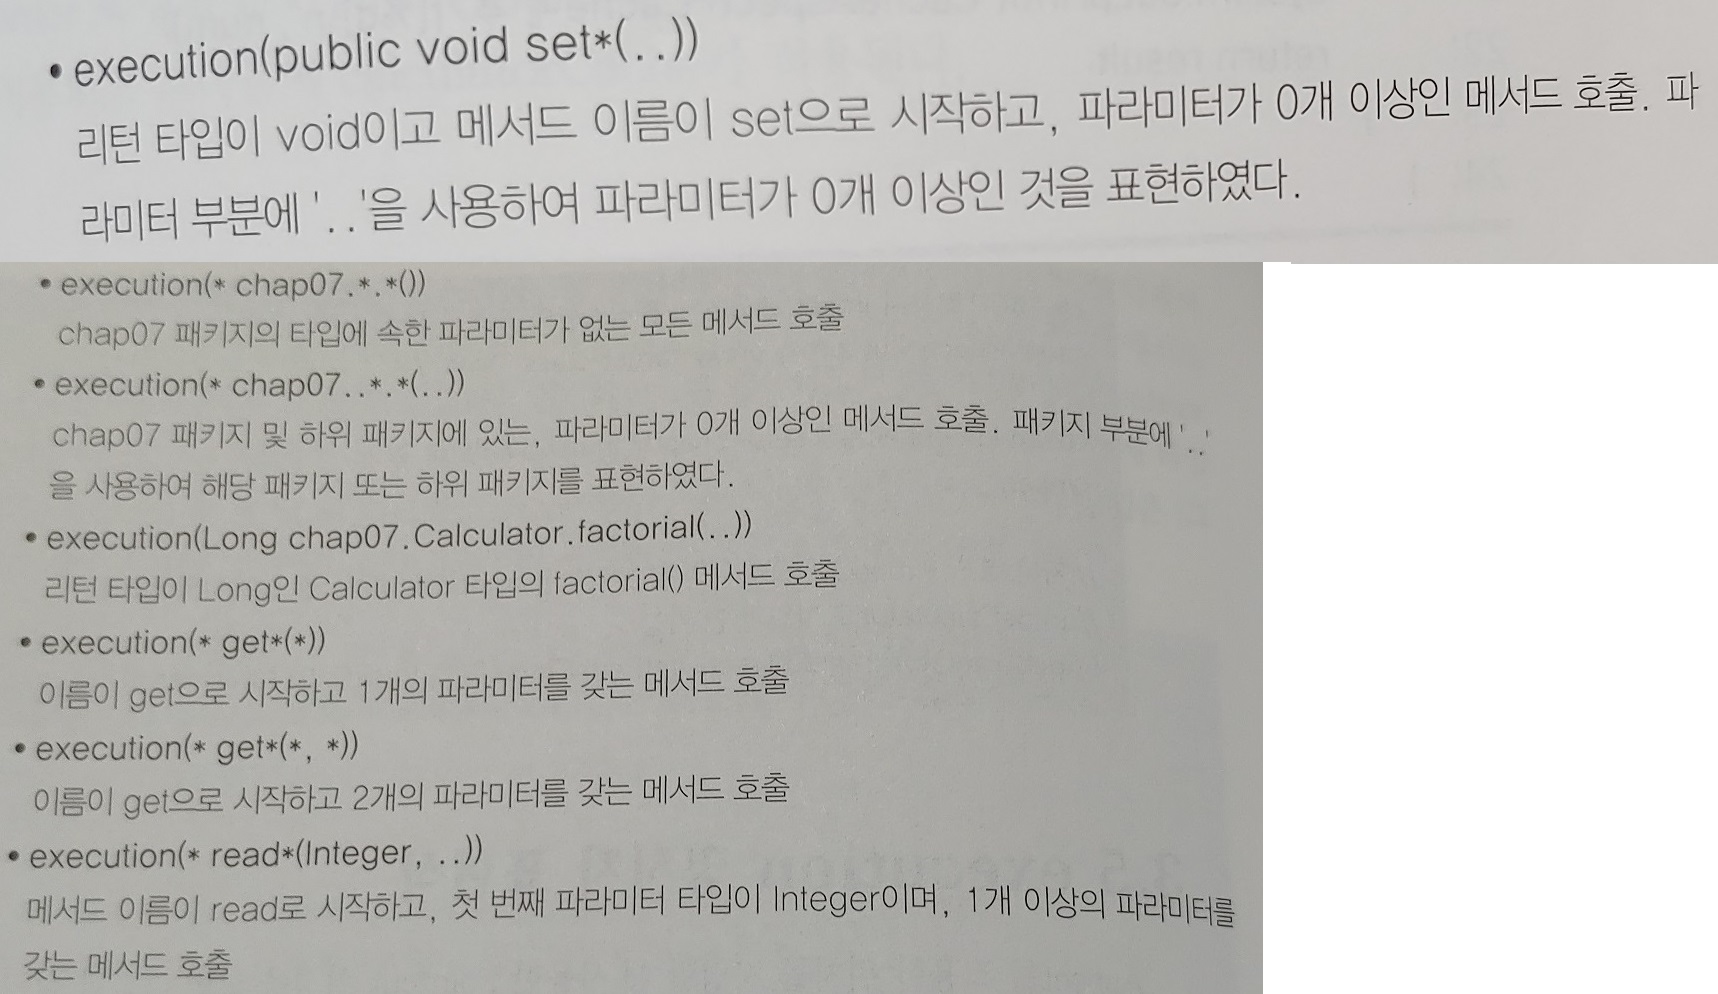 • execution(public void set*(..))
리턴 타입이 void이고 메서드 이름이 set으로 시작하고, 파라미터가 0개 이상인 메서드 호출. 파
라미터 부분에 '..'을 사용하여 파라미터가 0개 이상인 것을 표현하였다.
• execution(* chap07.*.*())
chap07 패키지의 타입에 속한 파라미터가 없는 모든 메서드 호출
• execution(* chap07..*.*(..))
chap07 패키지 및 하위 패키지에 있는, 파라미터가 0개 이상인 메서드 호출. 패키지 부분에 '..'
을 사용하여 해당 패키지 또는 하위 패키지를 표현하였다.
• execution(Long chap07.Calculator.factorial(..))
리턴 타입이 Long인 Calculator 타입의 factorial() 메서드 호출
• execution(* get*(*))
이름이 get으로 시작하고 1개의 파라미터를 갖는 메서드 호출
• execution(* get*(*, *))
이름이 get으로 시작하고 2개의 파라미터를 갖는 메서드 호출
• execution(* read*(Integer, ..))
메서드 이름이 read로 시작하고, 첫 번째 파라미터 타입이 Integer이며, 1개 이상의 파라미터를
갖는 메서드 호출